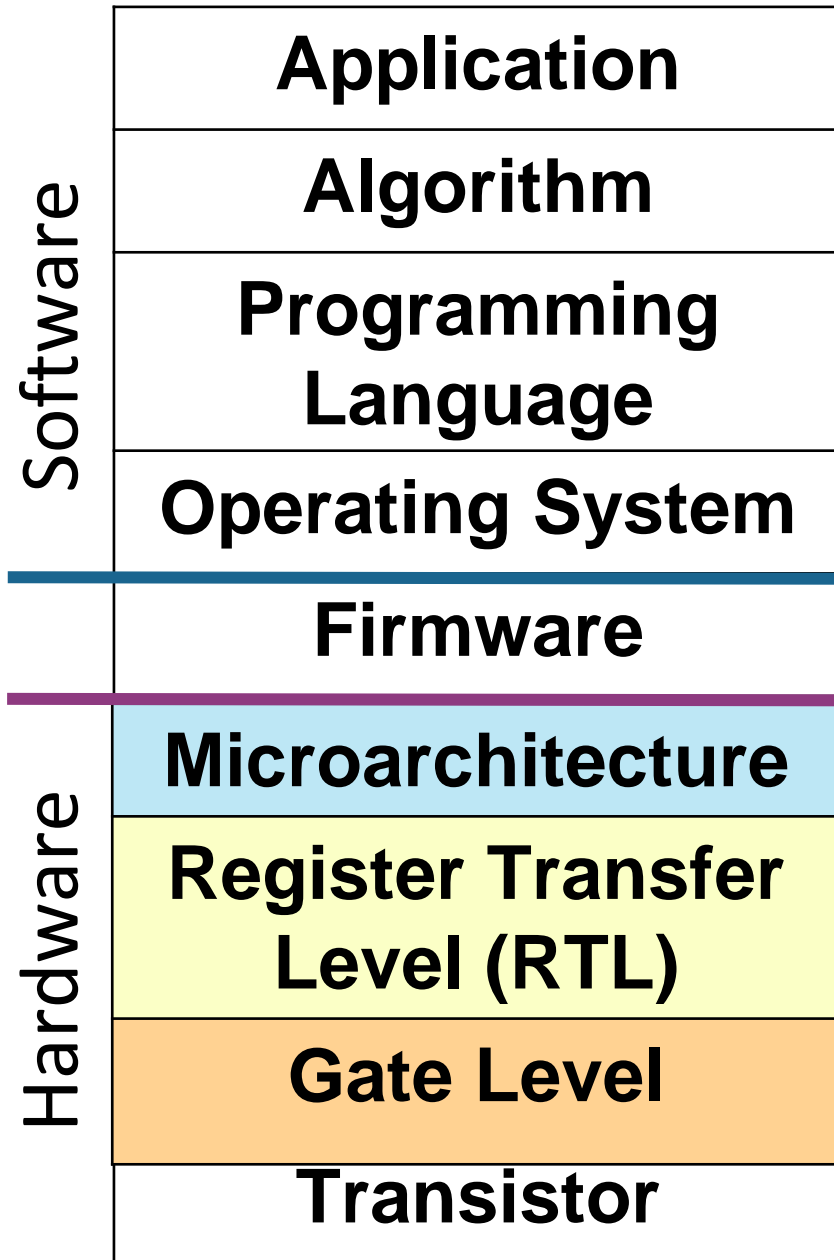 Software
Application
Algorithm
Programming
Language
Operating System
Firmware
Hardware
Microarchitecture
Register Transfer
Level (RTL)
Gate Level
Transistor